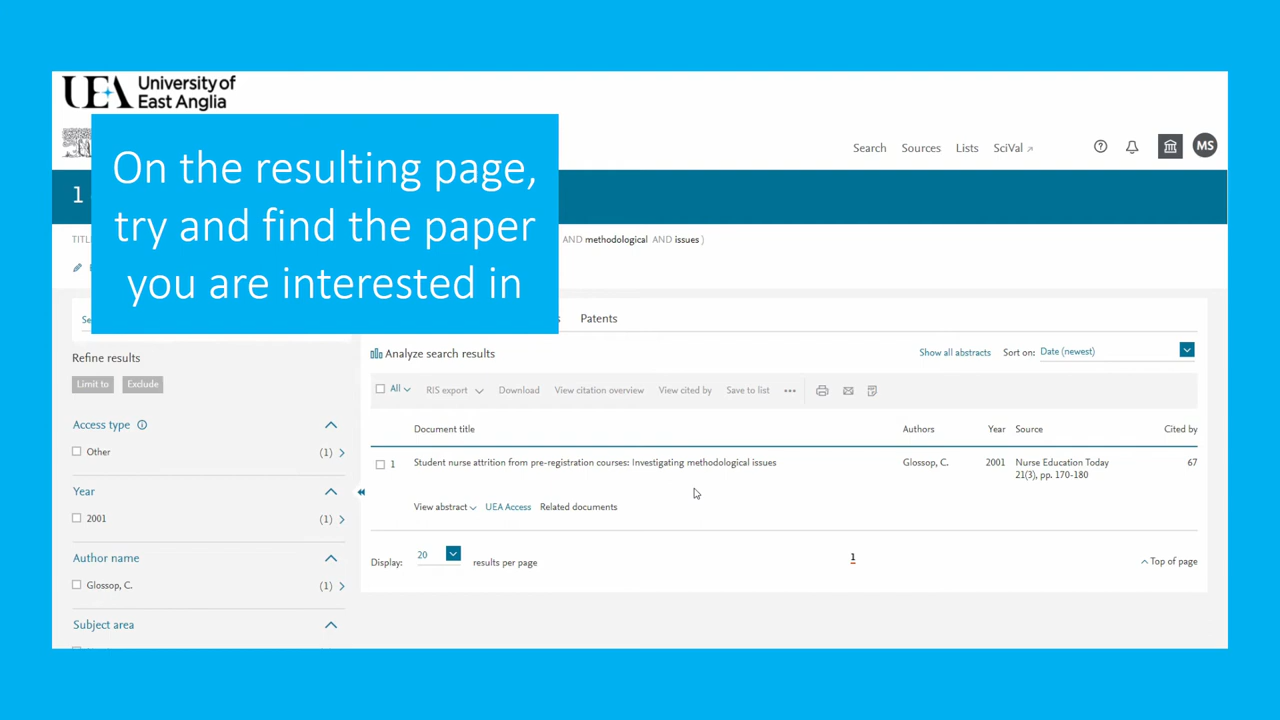 UEA University of
East Anglia
On the resulting page,
try and find the paper
you are interested in
Search Sources Lists SciVal MS
1
AND methodological AND issues )
Patents
Analyze search results
Show all abstracts Sort on: Date (newest)
Refine results
Limit to Exclude
All RIS export Download View citation overview View cited by Save to list ...
Access type
Other (1)
Year
2001 (1)
Author name
Glossop, C. (1)
Subject area
Document title Authors Year Source Cited by
1 Student nurse attrition from pre-registration courses: Investigating methodological issues Glossop, C. 2001 Nurse Education Today 67
21(3), pp. 170-180
View abstract UEA Access Related documents
Display: 20 results per page
1
Top of page